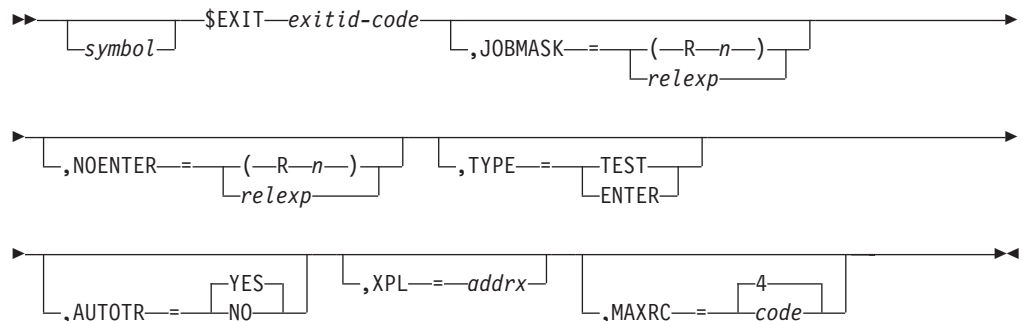 $EXIT exitid-code
symbol ,JOBMASK = ( R n )
relexp
,NOENTER = ( R n ) ,TYPE = TEST
relexp ENTER
YES 4
,AUTOTR = NO ,XPL = addrx ,MAXRC = code